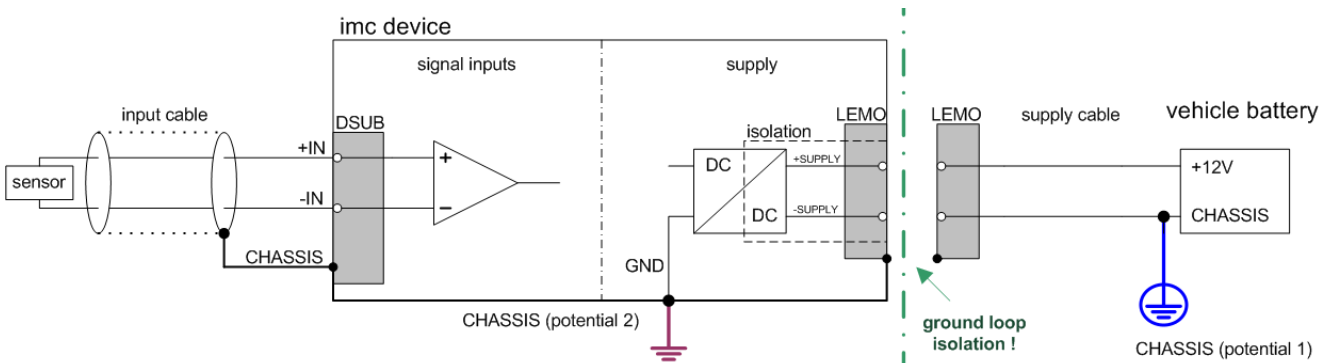 imc device
signal inputs
supply
input cable
DSUB
LEMO
LEMO
supply cable
vehicle battery
isolation
+IN
+
DC
+SUPPLY
+12V
sensor
-IN
−
DC
-SUPPLY
CHASSIS
CHASSIS
GND
CHASSIS (potential 2)
ground loop
isolation !
CHASSIS (potential 1)